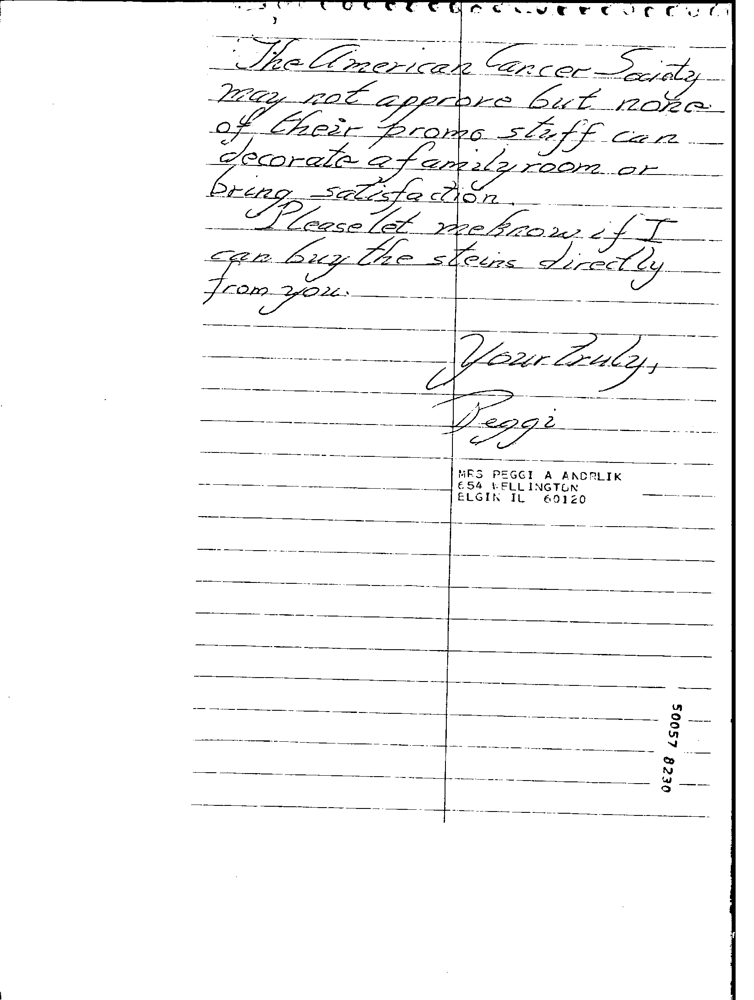 The American Cancer Society
may not approve but none
of their promo stuff can
decorate a family room or
bring satisfaction.
Please let me know if I
can buy the steins directly
from you.
Your truly,
Peggi
MRS PEGGI A ANDRLIK
654 WELLINGTON
ELGIN IL 60120
50057 8230